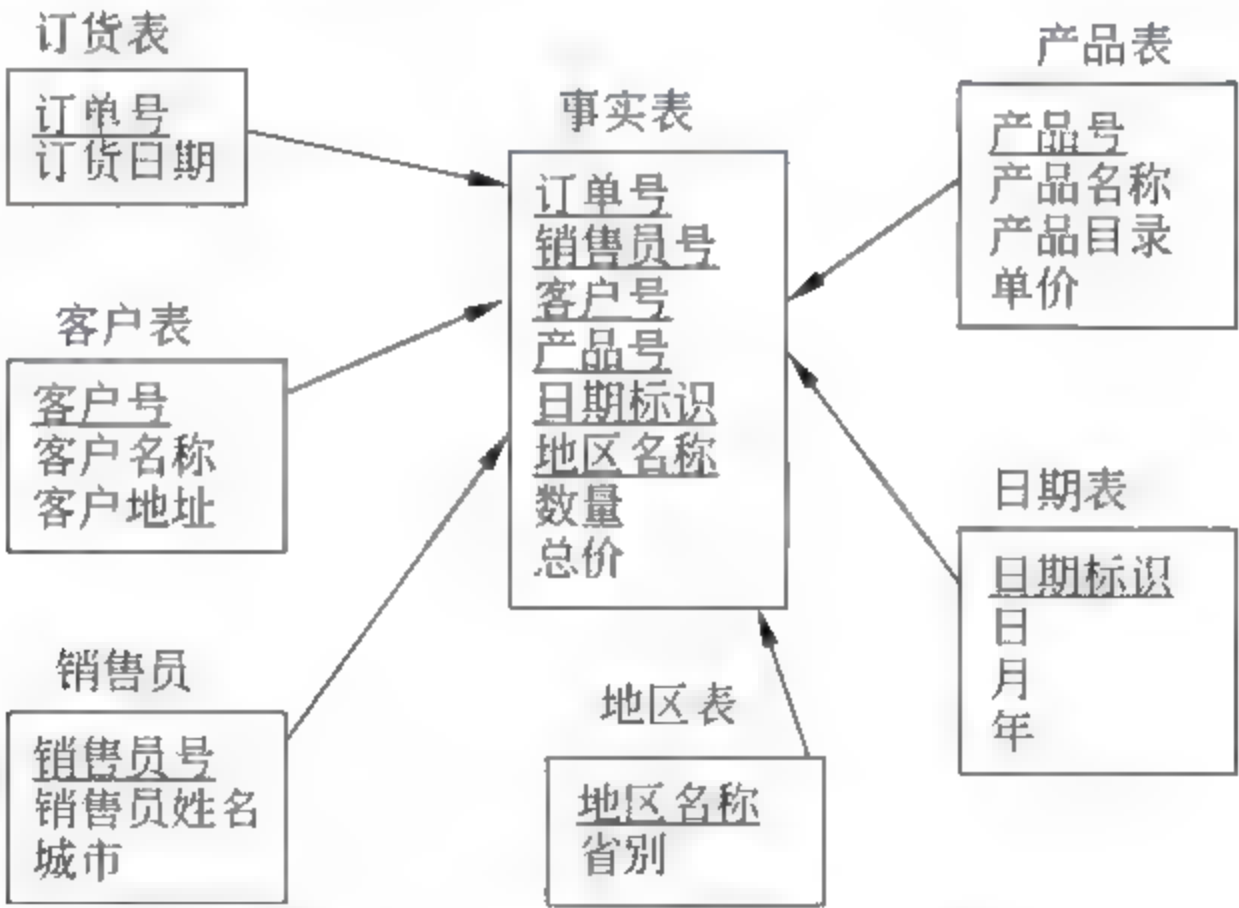 订货表
订单号
订货日期
客户表
客户号
客户名称
客户地址
销售员
销售员号
销售员姓名
城市
事实表
订单号
销售员号
客户号
产品号
日期标识
地区名称
数量
总价
地区表
地区名称
省别
产品表
产品号
产品名称
产品目录
单价
日期表
日期标识
日
月
年